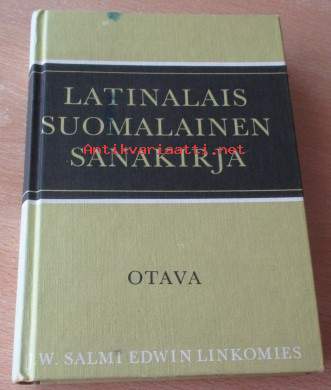 LATINALAIS
SUOMALAINEN
Antikvariaatti.net
SANAKIRJA
OTAVA
J. W. SALMI EDWIN LINKOMIES